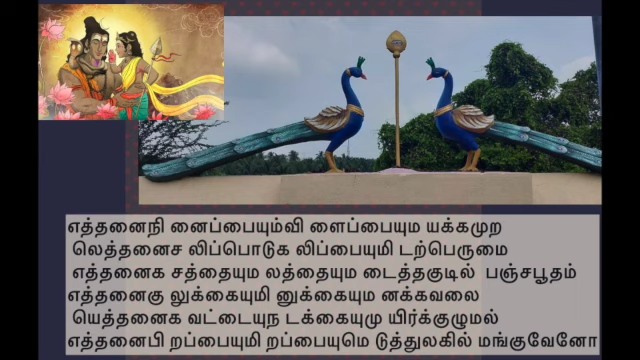 எத்தனைநி னைப்பையும்வி ளைப்பையும யக்கமுற
லெத்தனைச லிப்பொடுக லிப்பையுமி டற்பெருமை
எத்தனைக சத்தையும லத்தையும டைத்தகுடில் பஞ்சபூதம்
எத்தனைகு லுக்கையுமி னுக்கையும னக்கவலை
யெத்தனைக வட்டையுந டக்கையுமு யிர்க்குழுமல்
எத்தனைபி றப்பையுமி றப்பையுமெ டுத்துலகில் மங்குவேனோ